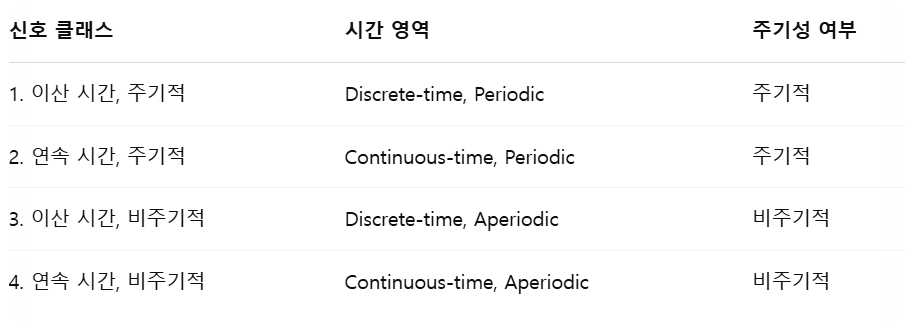 신호 클래스 시간 영역 주기성 여부
1. 이산 시간, 주기적 Discrete-time, Periodic 주기적
2. 연속 시간, 주기적 Continuous-time, Periodic 주기적
3. 이산 시간, 비주기적 Discrete-time, Aperiodic 비주기적
4. 연속 시간, 비주기적 Continuous-time, Aperiodic 비주기적